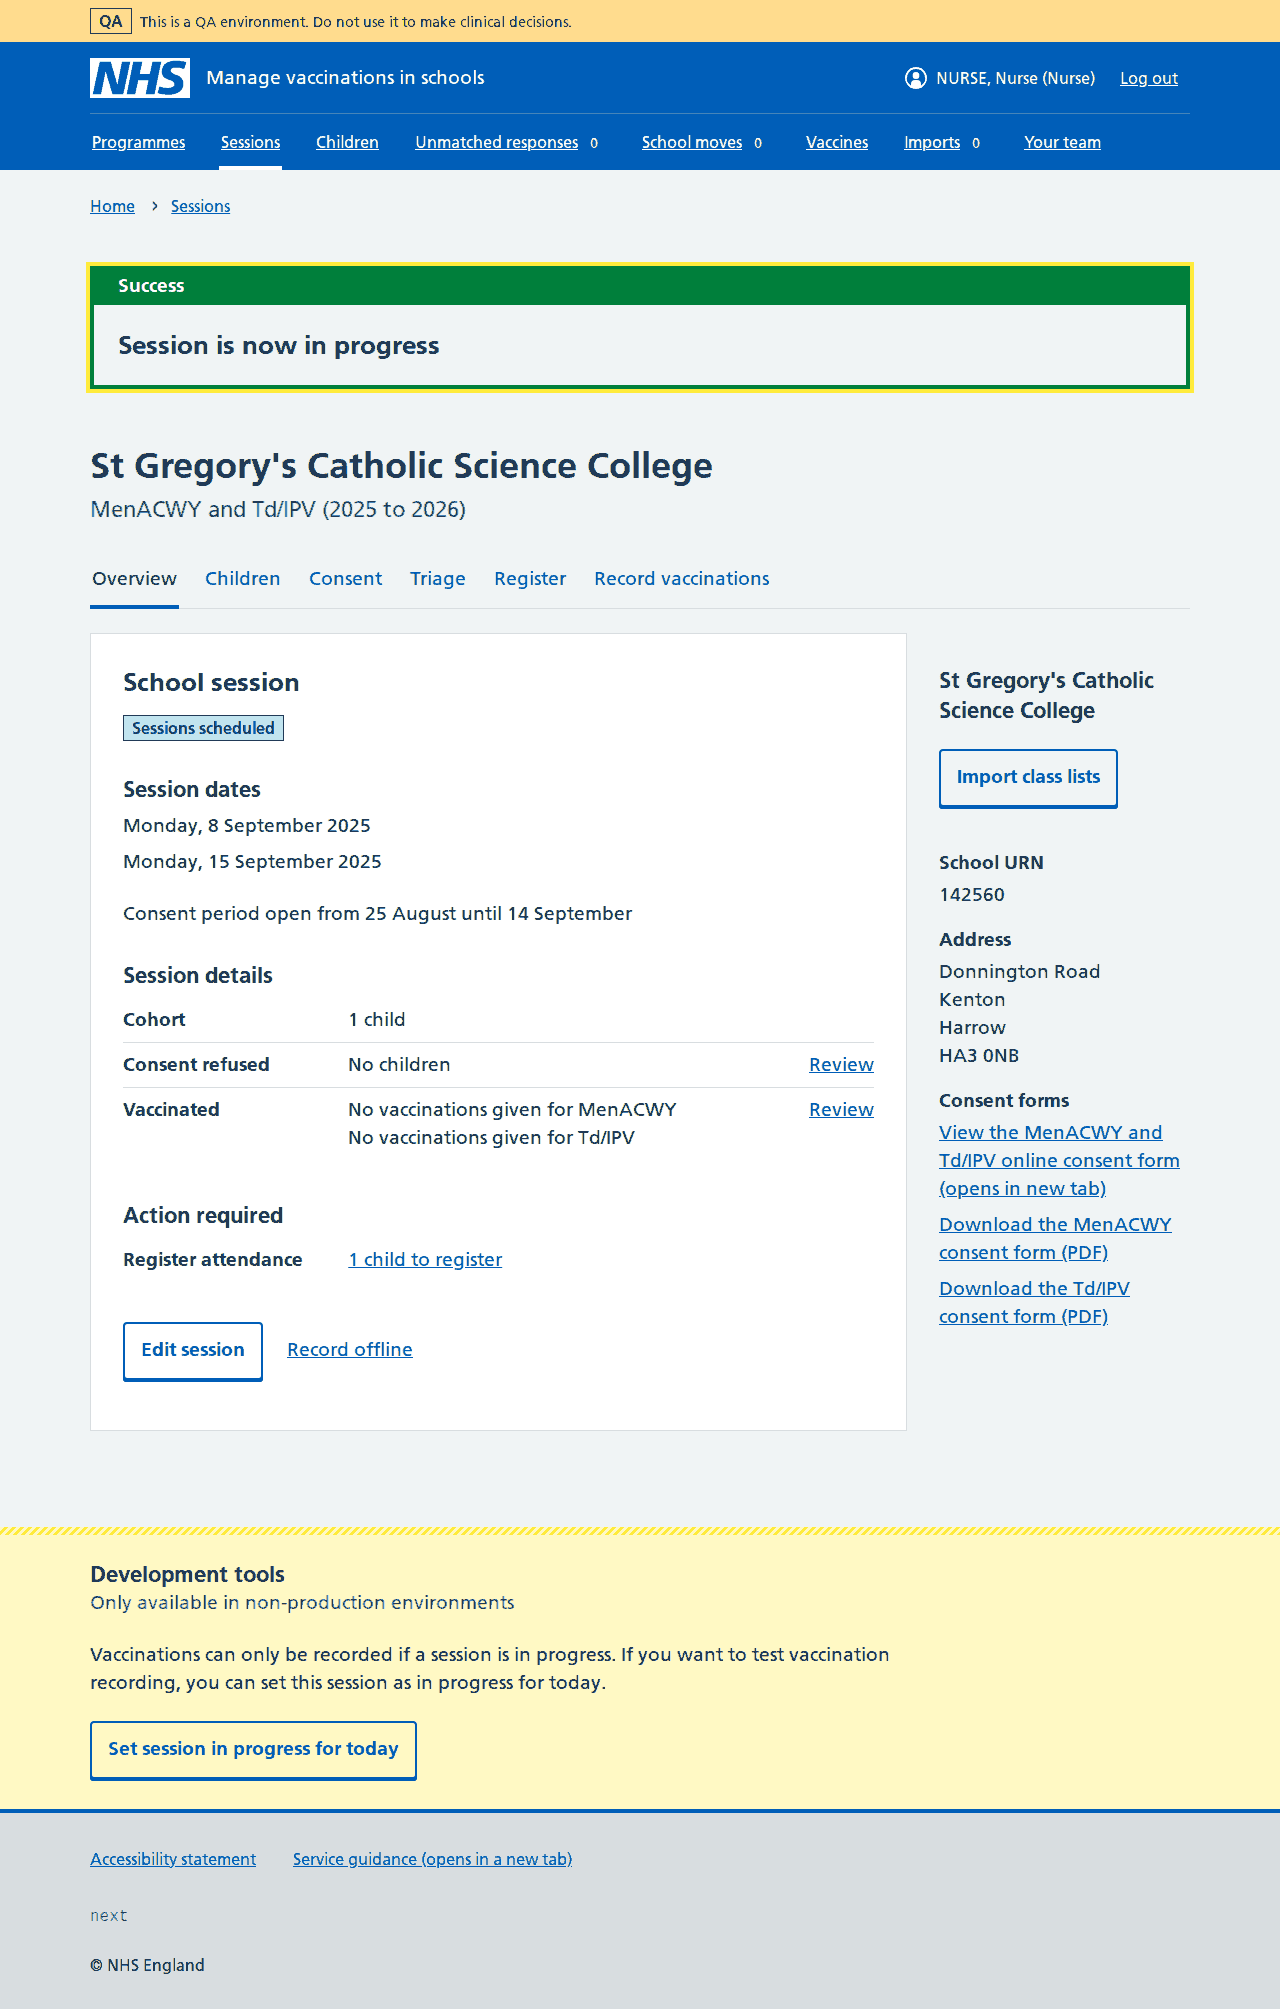 QA This is a QA environment. Do not use it to make clinical decisions.
NHS Manage vaccinations in schools NURSE, Nurse (Nurse) Log out
Programmes Sessions Children Unmatched responses 0 School moves 0 Vaccines Imports 0 Your team
Home > Sessions
Success
Session is now in progress
St Gregory's Catholic Science College
MenACWY and Td/IPV (2025 to 2026)
Overview Children Consent Triage Register Record vaccinations
School session
Sessions scheduled
Session dates
Monday, 8 September 2025
Monday, 15 September 2025
Consent period open from 25 August until 14 September
Session details
Cohort 1 child
Consent refused No children Review
Vaccinated No vaccinations given for MenACWY Review
No vaccinations given for Td/IPV
Action required
Register attendance 1 child to register
Edit session Record offline
St Gregory's Catholic
Science College
Import class lists
School URN
142560
Address
Donnington Road
Kenton
Harrow
HA3 0NB
Consent forms
View the MenACWY and
Td/IPV online consent form
(opens in new tab)
Download the MenACWY
consent form (PDF)
Download the Td/IPV
consent form (PDF)
Development tools
Only available in non-production environments
Vaccinations can only be recorded if a session is in progress. If you want to test vaccination
recording, you can set this session as in progress for today.
Set session in progress for today
Accessibility statement Service guidance (opens in a new tab)
next
© NHS England